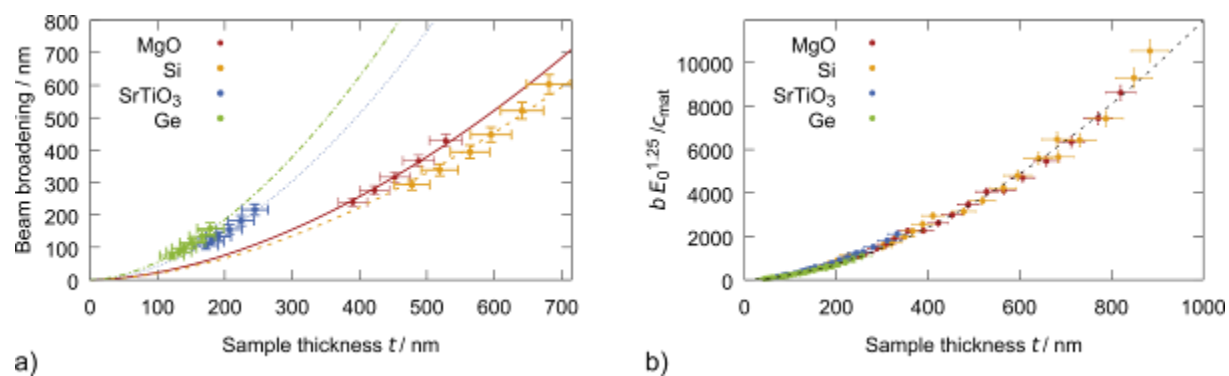 800
700
600
500
400
300
200
100
0
Beam broadening / nm
MgO
Si
SrTiO₃
Ge
0 100 200 300 400 500 600 700
Sample thickness t / nm
a)
10000
8000
6000
4000
2000
0
b E₀^1.25 /c_mat
MgO
Si
SrTiO₃
Ge
0 200 400 600 800 1000
Sample thickness t / nm
b)